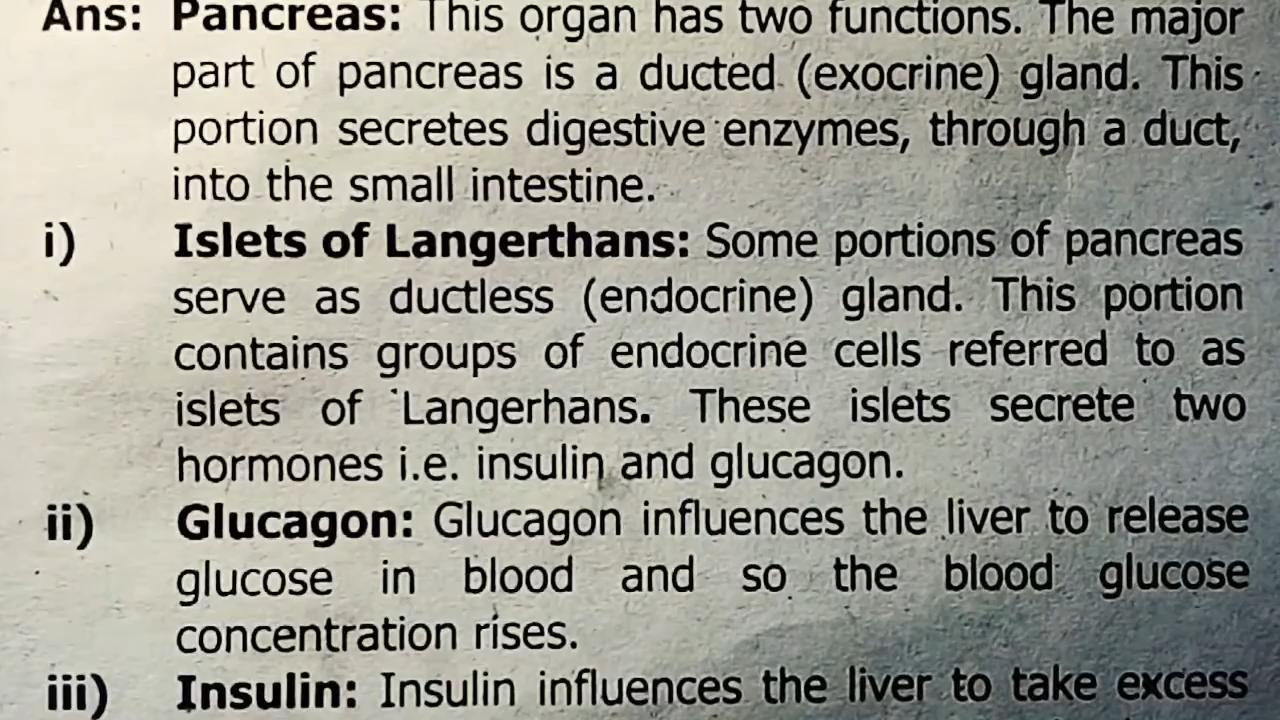 Ans: Pancreas: This organ has two functions. The major
part of pancreas is a ducted (exocrine) gland. This
portion secretes digestive enzymes, through a duct,
into the small intestine.
i) Islets of Langerthans: Some portions of pancreas
serve as ductless (endocrine) gland. This portion
contains groups of endocrine cells referred to as
islets of Langerhans. These islets secrete two
hormones i.e. insulin and glucagon.
ii) Glucagon: Glucagon influences the liver to release
glucose in blood and so the blood glucose
concentration rises.
iii) Insulin: Insulin influences the liver to take excess